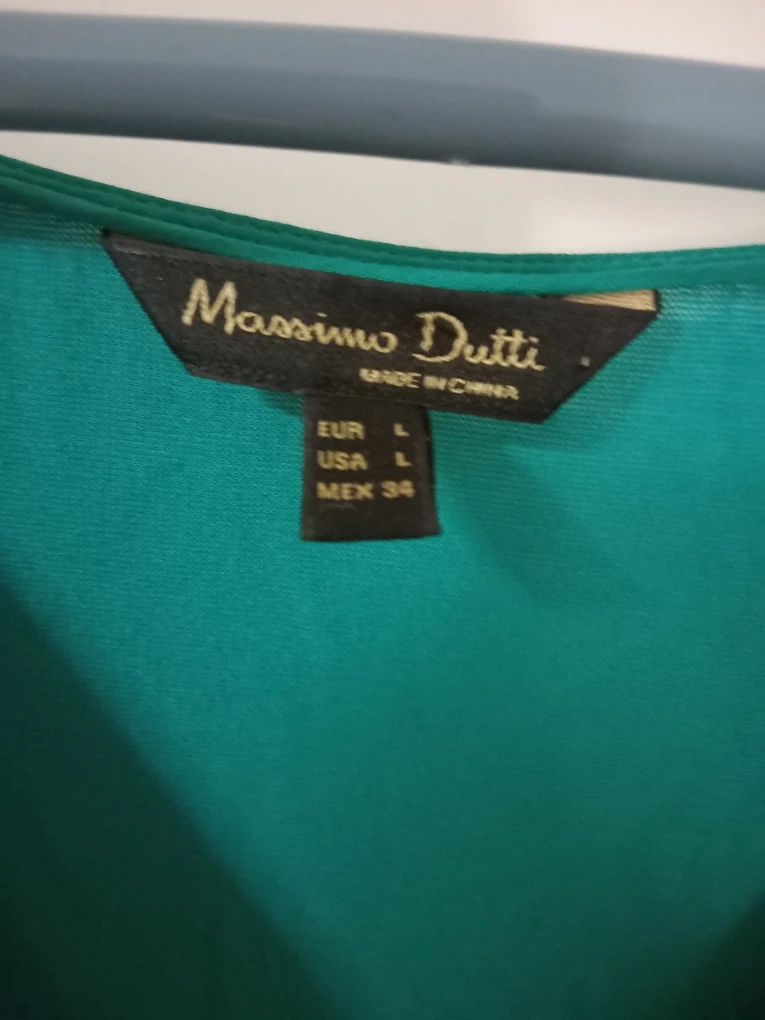 Massimo Dutti
MADE IN CHINA
EUR L
USA L
MEX 34